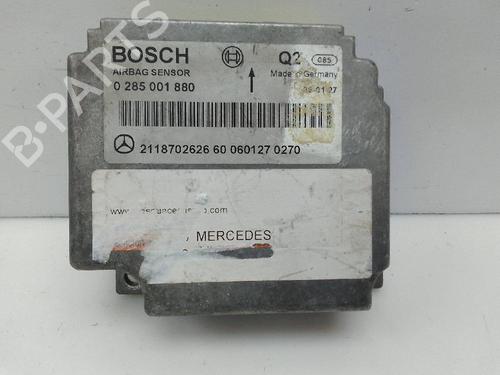 BOSCH Q2 085
AIRBAG SENSOR Made in Germany
0 285 001 880
2118702626 60 060127 0270
MERCEDES
B-PARTS